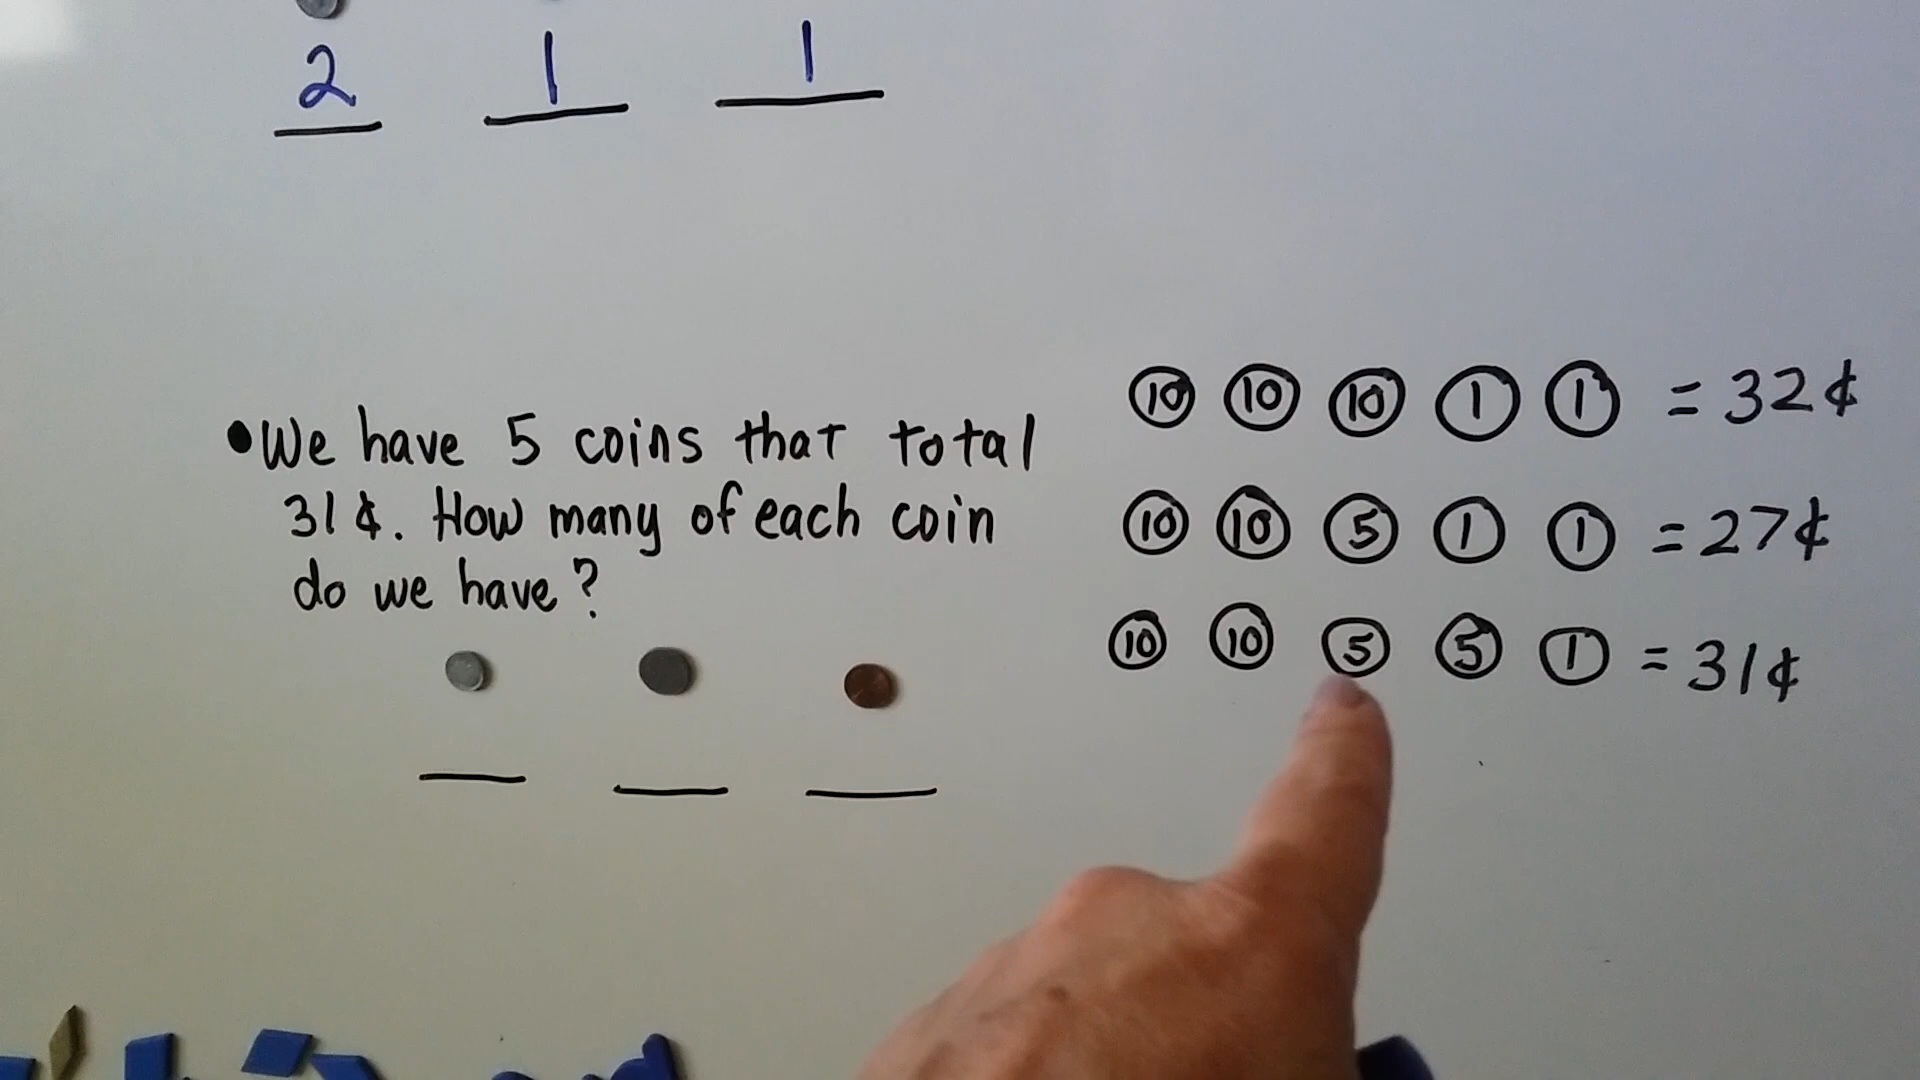 2 1 1
•We have 5 coins that total
31¢. How many of each coin
do we have?
10 10 10 1 1 = 32¢
10 10 5 1 1 = 27¢
10 10 5 5 1 = 31¢